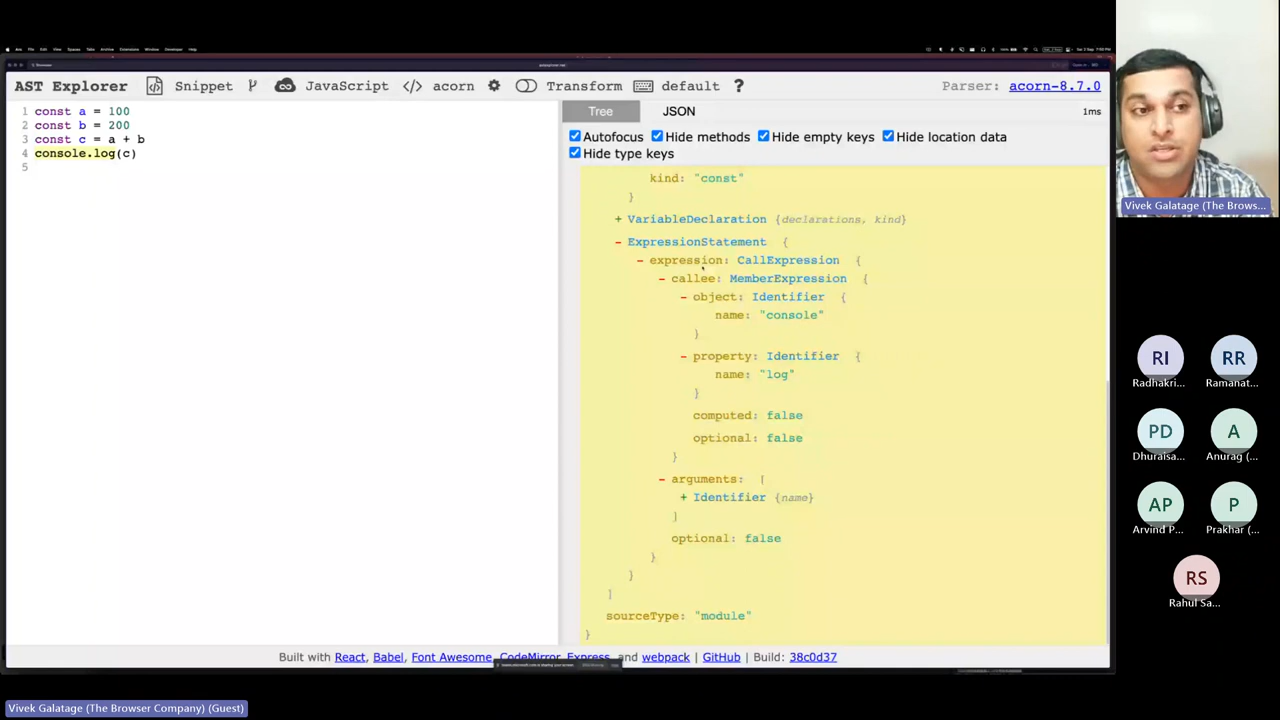 AST Explorer Snippet JavaScript </> acorn Transform default ? Parser: acorn-8.7.0
1 const a = 100
2 const b = 200
3 const c = a + b
4 console.log(c)
5
Tree JSON 1ms
Autofocus Hide methods Hide empty keys Hide location data
Hide type keys
kind: "const"
}
+ VariableDeclaration {declarations, kind}
- ExpressionStatement {
- expression: CallExpression {
- callee: MemberExpression {
- object: Identifier {
name: "console"
}
- property: Identifier {
name: "log"
}
computed: false
optional: false
}
- arguments: [
+ Identifier {name}
]
optional: false
}
}
]
sourceType: "module"
}
Built with React, Babel, Font Awesome, CodeMirror, Express, and webpack | GitHub | Build: 38c0d37
Vivek Galatage (The Brows...
RI
Radhakri...
RR
Ramanat...
PD
Dhuraisa...
A
Anurag (...
AP
Arvind P...
P
Prakhar (...
RS
Rahul Sa...
Vivek Galatage (The Browser Company) (Guest)